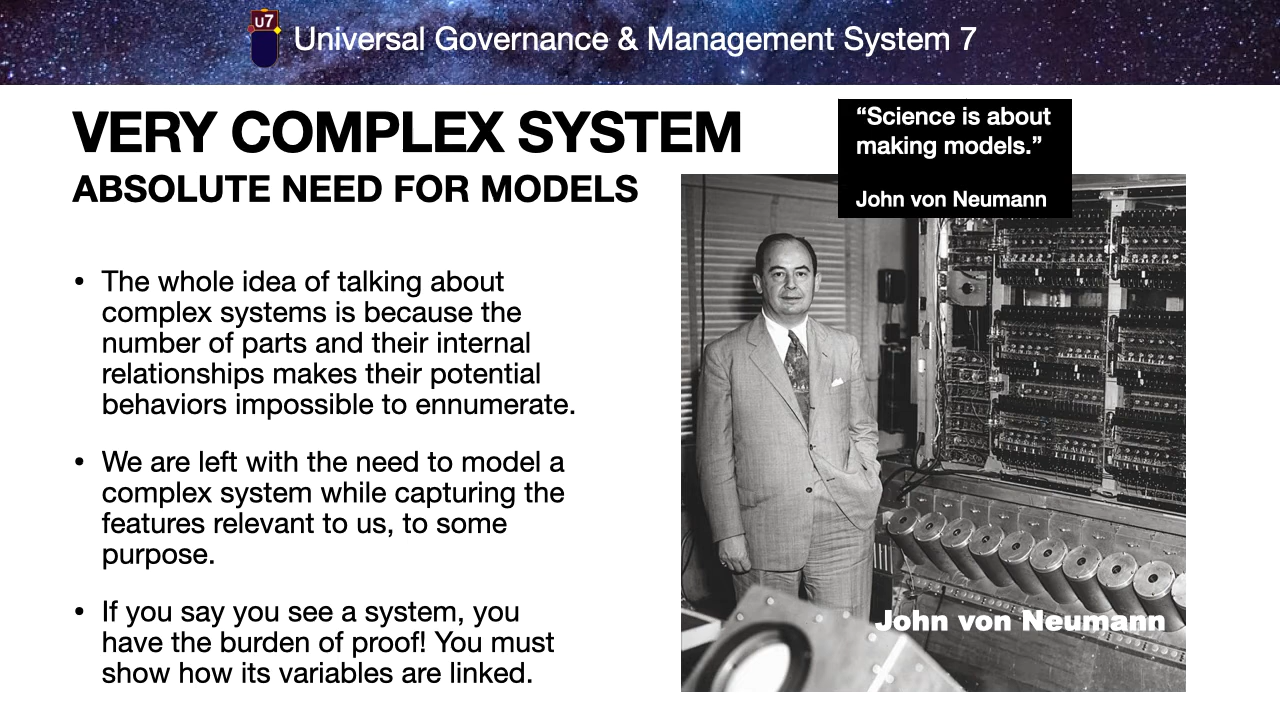 U7
Universal Governance & Management System 7
VERY COMPLEX SYSTEM
ABSOLUTE NEED FOR MODELS
“Science is about
making models.”
John von Neumann
• The whole idea of talking about
complex systems is because the
number of parts and their internal
relationships makes their potential
behaviors impossible to ennumerate.
• We are left with the need to model a
complex system while capturing the
features relevant to us, to some
purpose.
• If you say you see a system, you
have the burden of proof! You must
show how its variables are linked.
John von Neumann